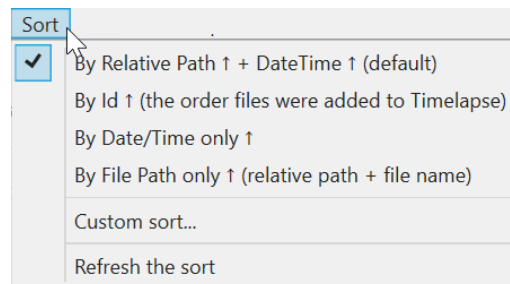 Sort
By Relative Path ↑ + DateTime ↑ (default)
By Id ↑ (the order files were added to Timelapse)
By Date/Time only ↑
By File Path only ↑ (relative path + file name)
Custom sort...
Refresh the sort